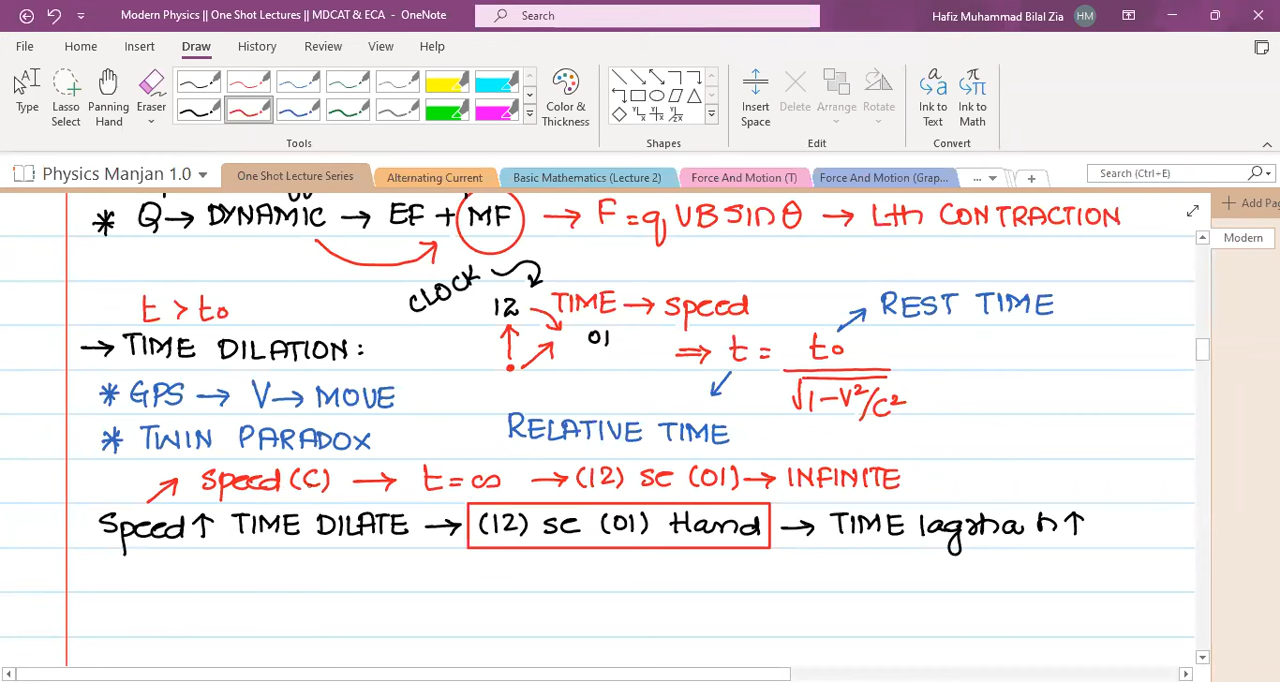 Modern Physics || One Shot Lectures || MDCAT & ECA - OneNote
Search
Hafiz Muhammad Bilal Zia HM
File Home Insert Draw History Review View Help
Type Lasso Select Panning Hand Eraser
Color & Thickness
Insert Space Delete Arrange Rotate
Ink to Text Ink to Math
Tools Shapes Edit Convert
Physics Manjan 1.0 One Shot Lecture Series Alternating Current Basic Mathematics (Lecture 2) Force And Motion (T) Force And Motion (Grap... ... + Search (Ctrl+E)
+ Add Pag
Modern
* Q → DYNAMIC → EF + MF → F = qVBSinθ → Lth CONTRACTION
CLOCK
t > to 12 TIME → speed REST TIME
→ TIME DILATION: 01 ⇒ t = to / √1-V²/C²
* GPS → V → MOVE
RELATIVE TIME
* TWIN PARADOX
speed (C) → t = ∞ → (12) se (01) → INFINITE
Speed ↑ TIME DILATE → (12) se (01) Hand → TIME lagrha h ↑